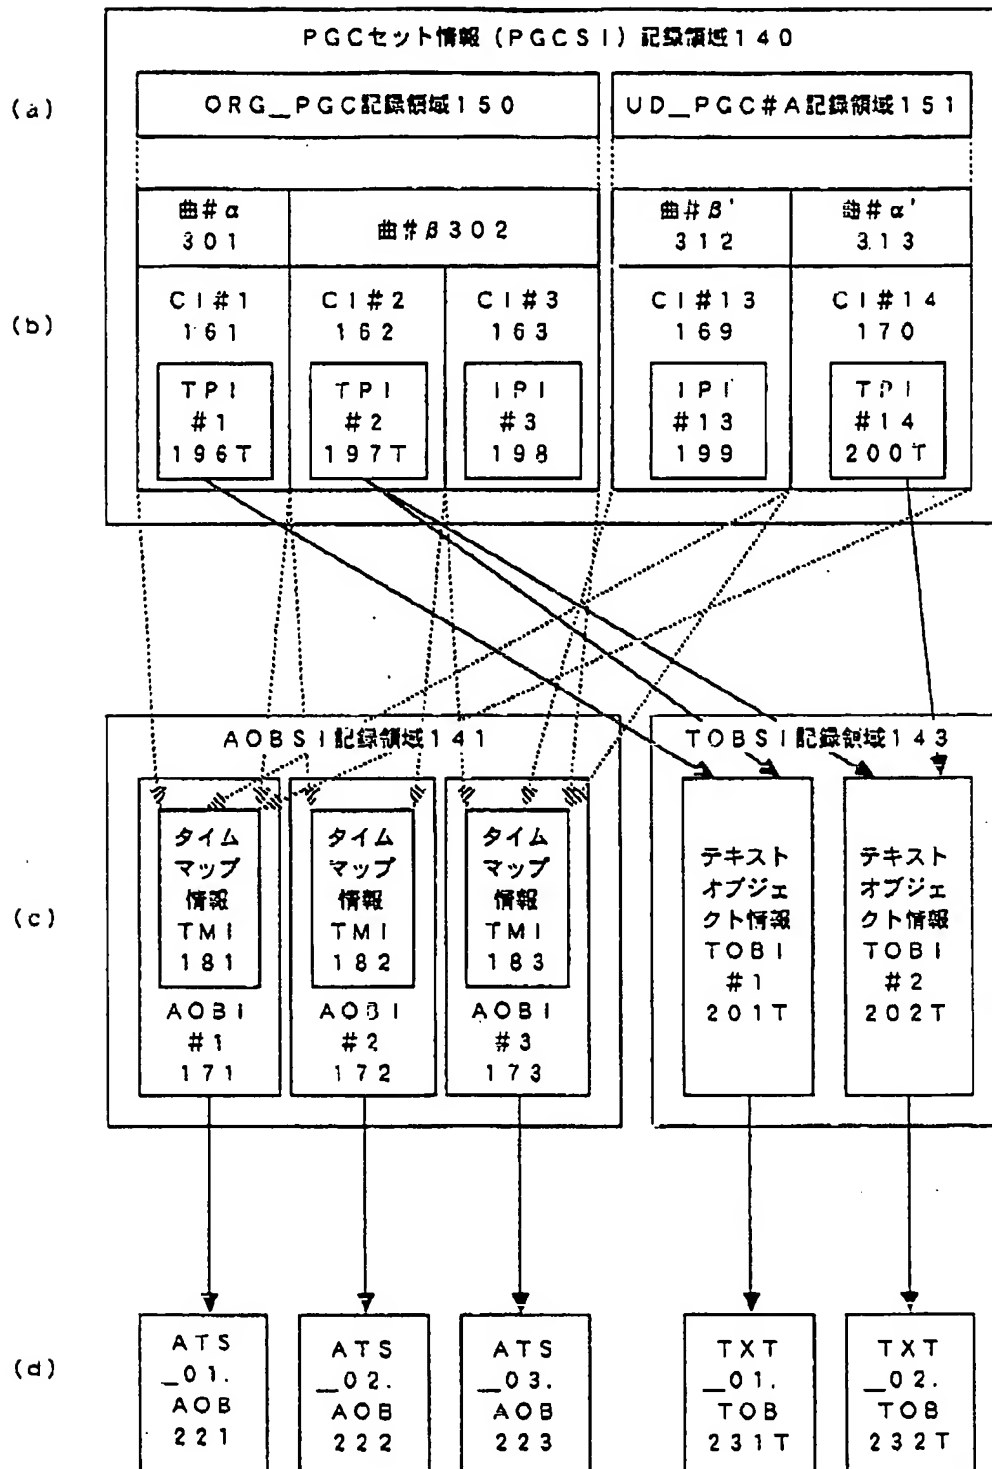 PGCセット情報(PGCSI)記録領域140
(a)
ORG__PGC記録領域150
UD__PGC#A記録領域151
曲#α
301
曲#β302
曲#β'
312
曲#α'
313
(b)
CI#1
161
CI#2
162
CI#3
163
CI#13
169
CI#14
170
TPI
#1
196T
TPI
#2
197T
IPI
#3
198
IPI
#13
199
TPI
#14
200T
AOBSI記録領域141
TOBSI記録領域143
(c)
タイム
マップ
情報
TMI
181
タイム
マップ
情報
TMI
182
タイム
マップ
情報
TMI
183
AOBI
#1
171
AOBI
#2
172
AOBI
#3
173
テキスト
オブジェ
クト情報
TOBI
#1
201T
テキスト
オブジェ
クト情報
TOBI
#2
202T
(d)
ATS
__01.
AOB
221
ATS
__02.
AOB
222
ATS
__03.
AOB
223
TXT
__01.
TOB
231T
TXT
__02.
TOB
232T